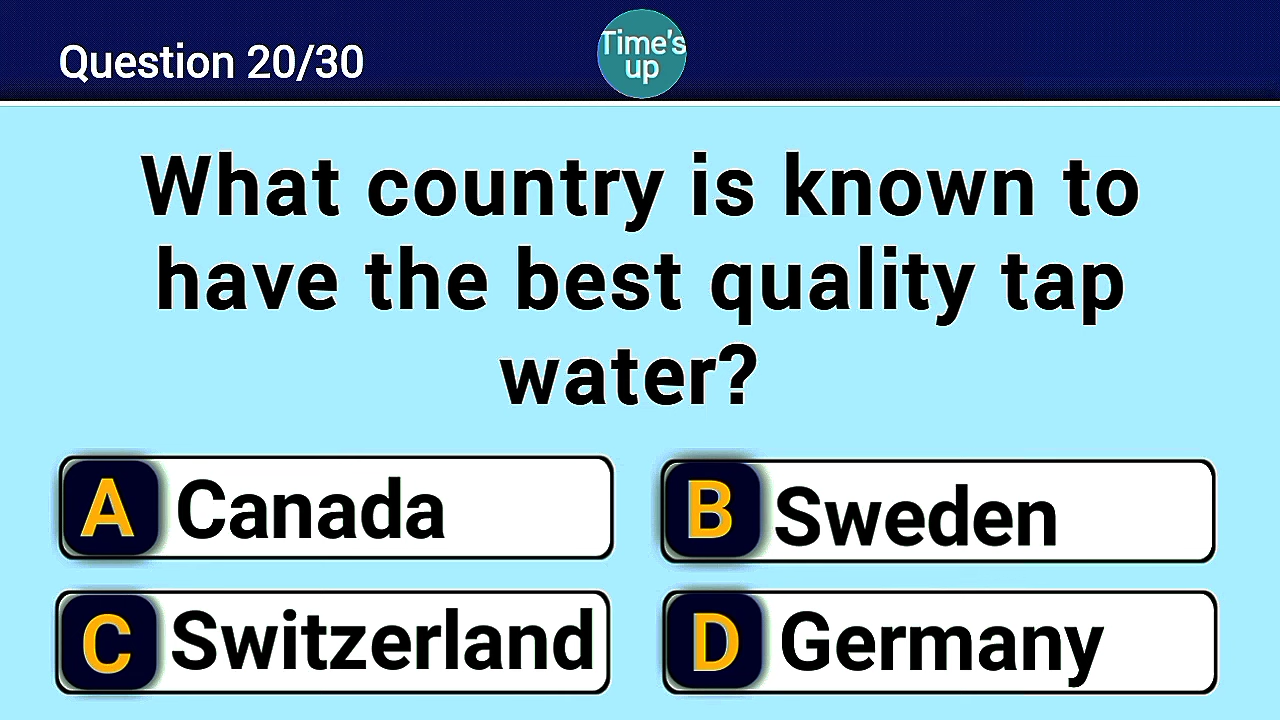 Question 20/30
Time's
up
What country is known to
have the best quality tap
water?
A Canada
B Sweden
C Switzerland
D Germany